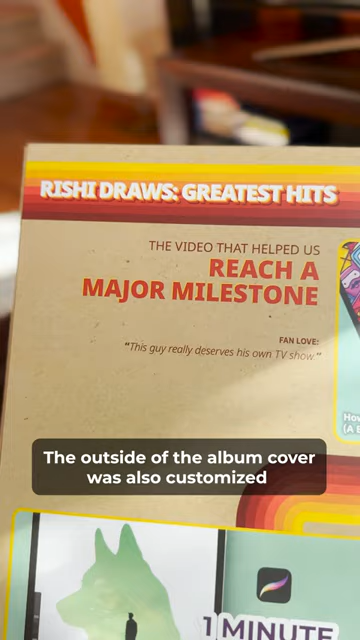 RISHI DRAWS: GREATEST HITS
THE VIDEO THAT HELPED US
REACH A
MAJOR MILESTONE
FAN LOVE:
"This guy really deserves his own TV show."
How
(A B
The outside of the album cover
was also customized
1 MINUTE